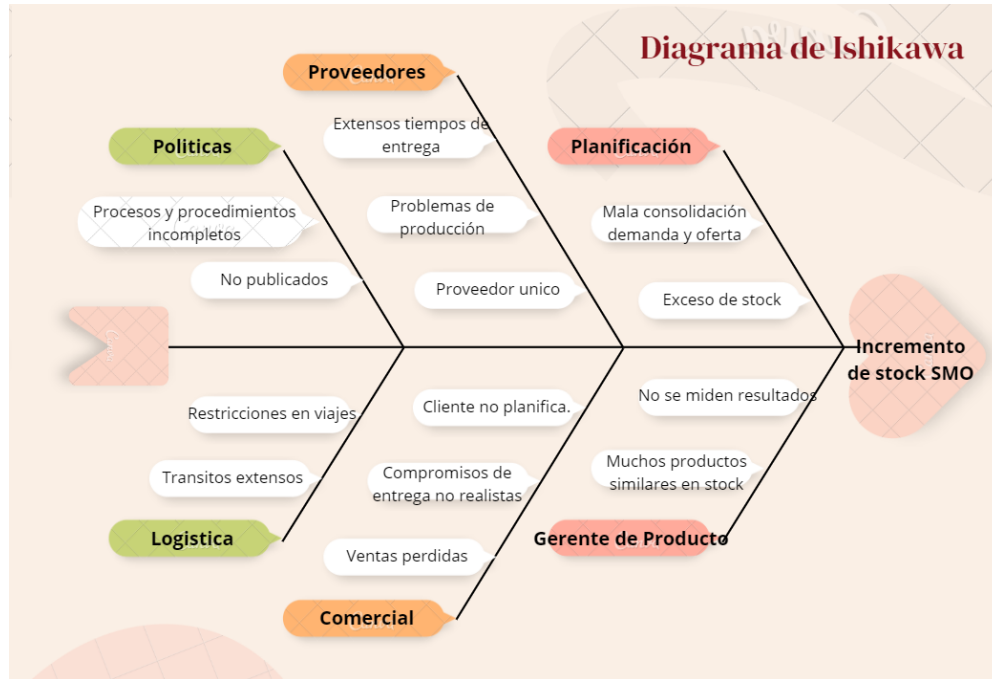 Diagrama de Ishikawa
Proveedores
Extensos tiempos de
entrega
Problemas de
producción
Proveedor unico
Politicas
Procesos y procedimientos
incompletos
No publicados
Planificación
Mala consolidación
demanda y oferta
Exceso de stock
Incremento
de stock SMO
Restricciones en viajes
Transitos extensos
Logistica
Cliente no planifica.
Compromisos de
entrega no realistas
Ventas perdidas
Comercial
No se miden resultados
Muchos productos
similares en stock
Gerente de Producto